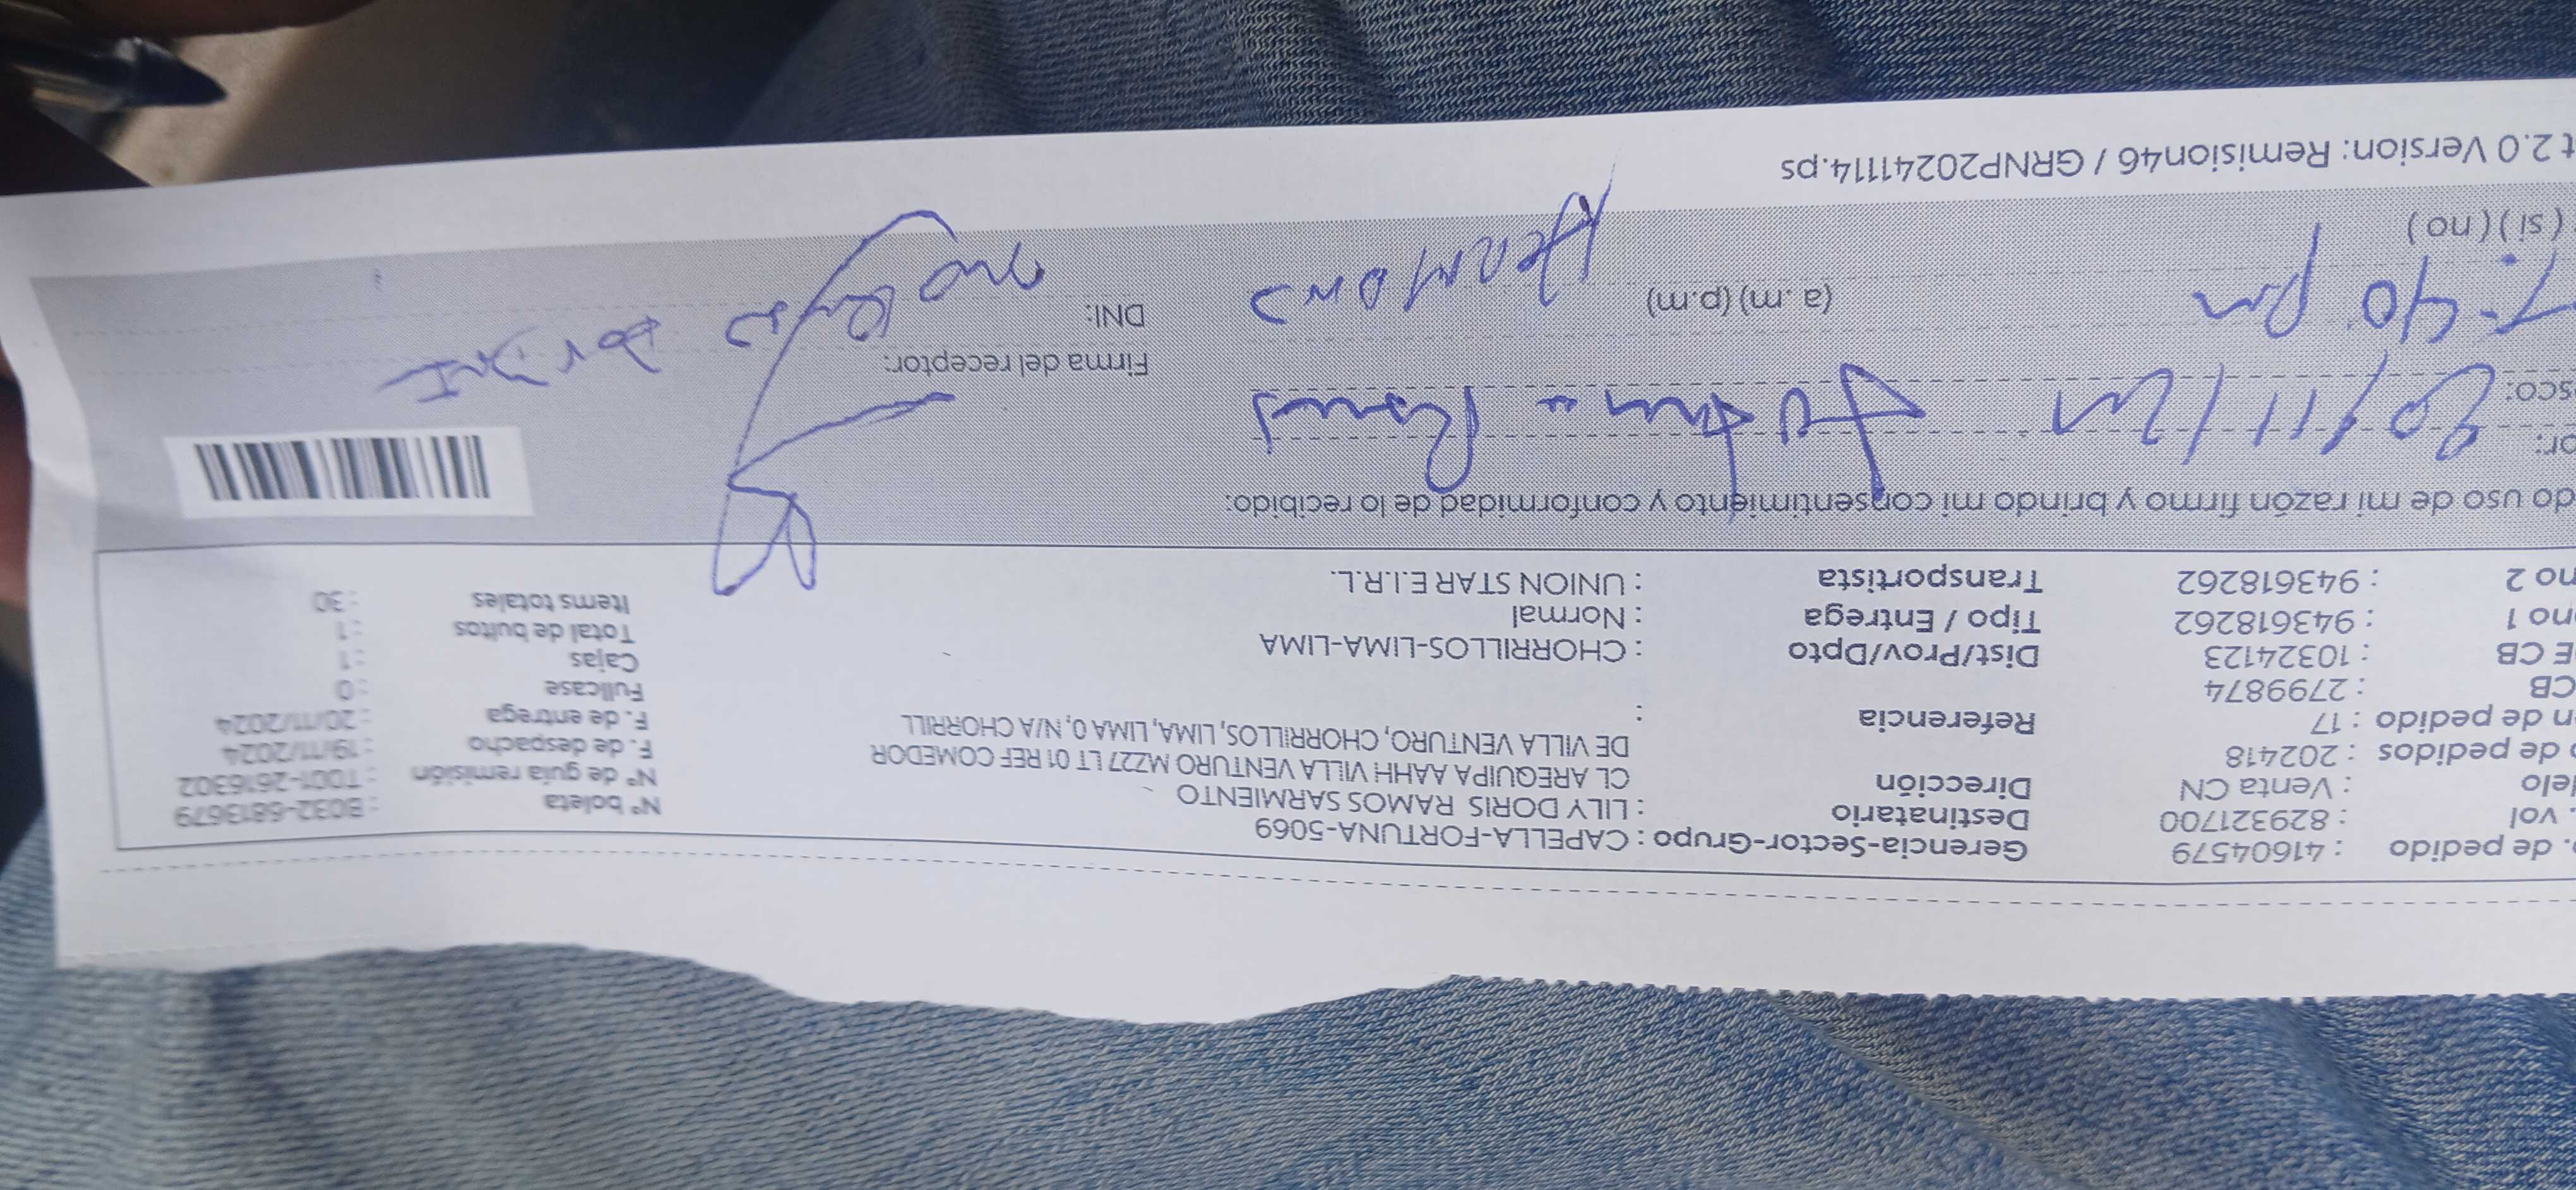 . de pedido : 41604579 Gerencia-Sector-Grupo : CAPELLA-FORTUNA-5069 Nº boleta : B032-6813679
vol : 829321700 Destinatario : LILY DORIS RAMOS SARMIENTO Nº de guía remisión : T001-2616302
elo : Venta CN Dirección CL AREQUIPA AAHH VILLA VENTURO MZ27 LT 01 REF COMEDOR F. de despacho : 19/11/2024
de pedidos : 202418 DE VILLA VENTURO, CHORRILLOS, LIMA, LIMA 0, N/A CHORRILL F. de entrega : 20/11/2024
n de pedido : 17 Referencia : Fullcase : 0
CB : 2799874 Cajas : 1
E CB : 10324123 Dist/Prov/Dpto : CHORRILLOS-LIMA-LIMA Total de bultos : 1
no 1 : 943618262 Tipo / Entrega : Normal Items totales : 30
no 2 : 943618262 Transportista : UNION STAR E.I.R.L.
do uso de mi razón firmo y brindo mi consentimiento y conformidad de lo recibido:
or: 20/11/24 Ramos
sco: Firma del receptor:
7:40 pm (a.m) (p.m) Hermono DNI: no por DNI
( si ) ( no )
t 2.0 Version: Remision46 / GRNP20241114.ps